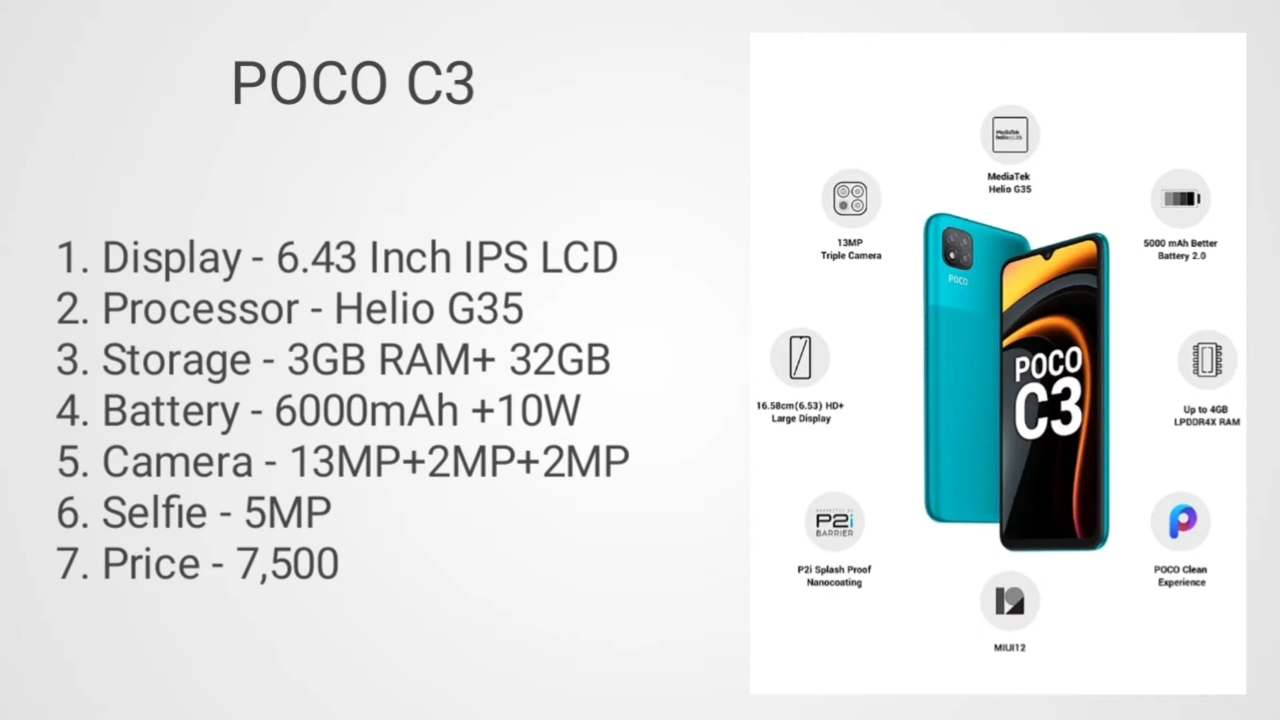 POCO C3
1. Display - 6.43 Inch IPS LCD
2. Processor - Helio G35
3. Storage - 3GB RAM+ 32GB
4. Battery - 6000mAh +10W
5. Camera - 13MP+2MP+2MP
6. Selfie - 5MP
7. Price - 7,500
MediaTek
Helio G35
13MP
Triple Camera
5000 mAh Better
Battery 2.0
POCO
POCO
C3
16.58cm(6.53) HD+
Large Display
Up to 4GB
LPDDR4X RAM
P2i
BARRIER
P2i Splash Proof
Nanocoating
POCO Clean
Experience
MIUI12